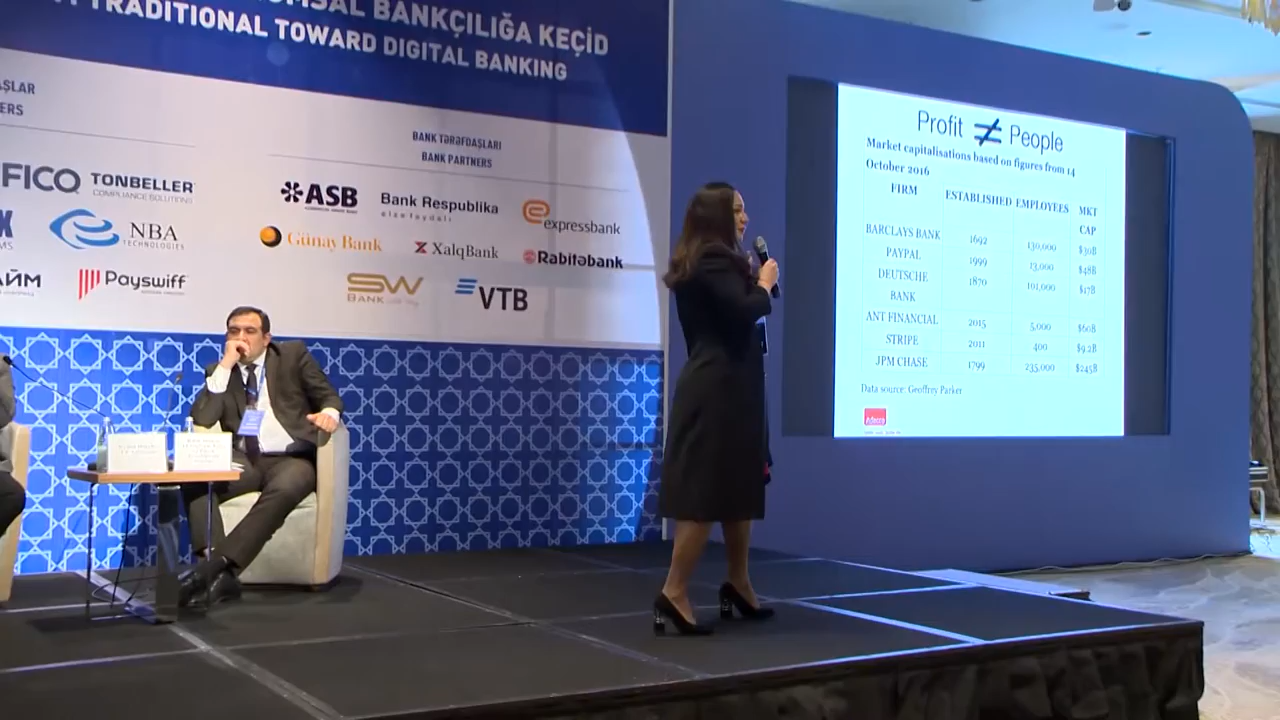 BANKÇILIĞA KEÇİD
TRADITIONAL TOWARD DIGITAL BANKING
BANK TƏRƏFDAŞLARI
BANK PARTNERS
FICO
TONBELLER
COMPLIANCE SOLUTIONS
NBA
TECHNOLOGIES
Payswiff
ASB
Bank Respublika
expressbank
Günay Bank
XalqBank
Rabitəbank
SW
BANK
VTB
Profit ≠ People
Market capitalisations based on figures from 14
October 2016
FIRM ESTABLISHED EMPLOYEES MKT
CAP
BARCLAYS BANK 1692 130,000 $30B
PAYPAL 1999 13,000 $48B
DEUTSCHE
BANK 1870 101,000 $17B
ANT FINANCIAL 2015 5,000 $60B
STRIPE 2011 400 $9.2B
JPM CHASE 1799 235,000 $245B
Data source: Geoffrey Parker